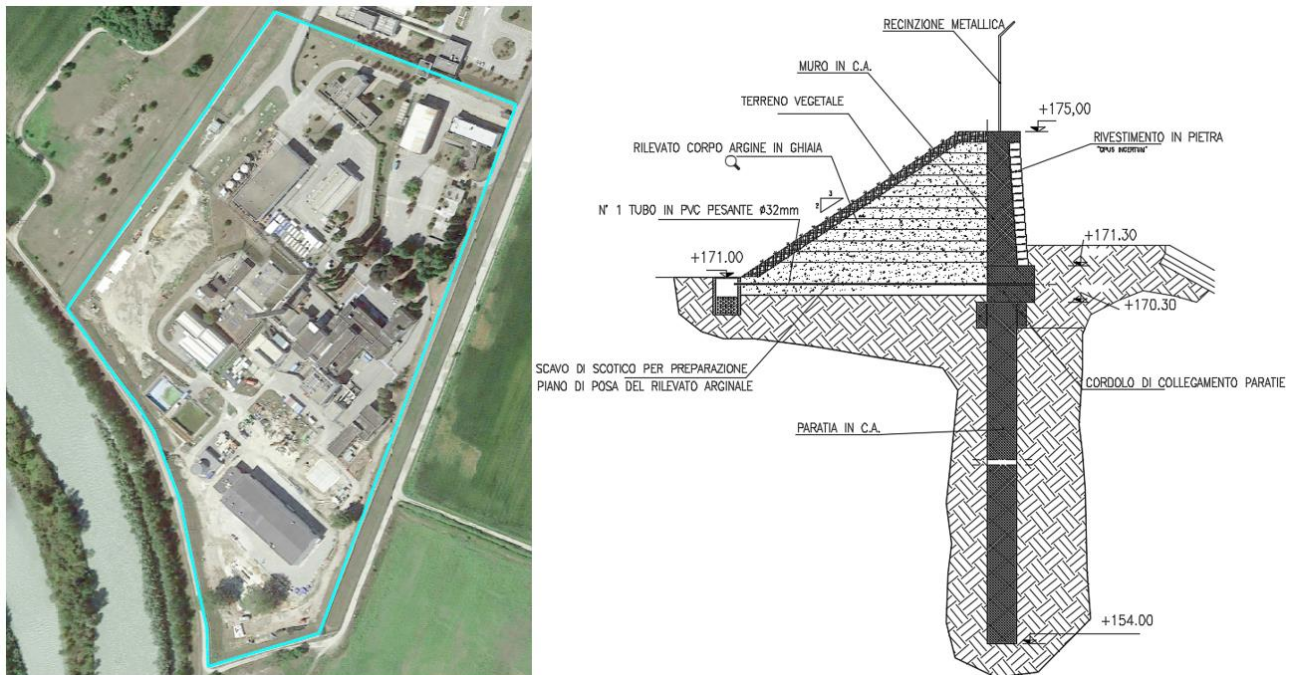 RECINZIONE METALLICA
MURO IN C.A.
TERRENO VEGETALE
+175,00
RILEVATO CORPO ARGINE IN GHIAIA
RIVESTIMENTO IN PIETRA
"OPUS INCERTUM"
3
2
N° 1 TUBO IN PVC PESANTE ø32mm
+171.00
+171.30
+170.30
SCAVO DI SCOTICO PER PREPARAZIONE
PIANO DI POSA DEL RILEVATO ARGINALE
CORDOLO DI COLLEGAMENTO PARATIE
PARATIA IN C.A.
+154.00